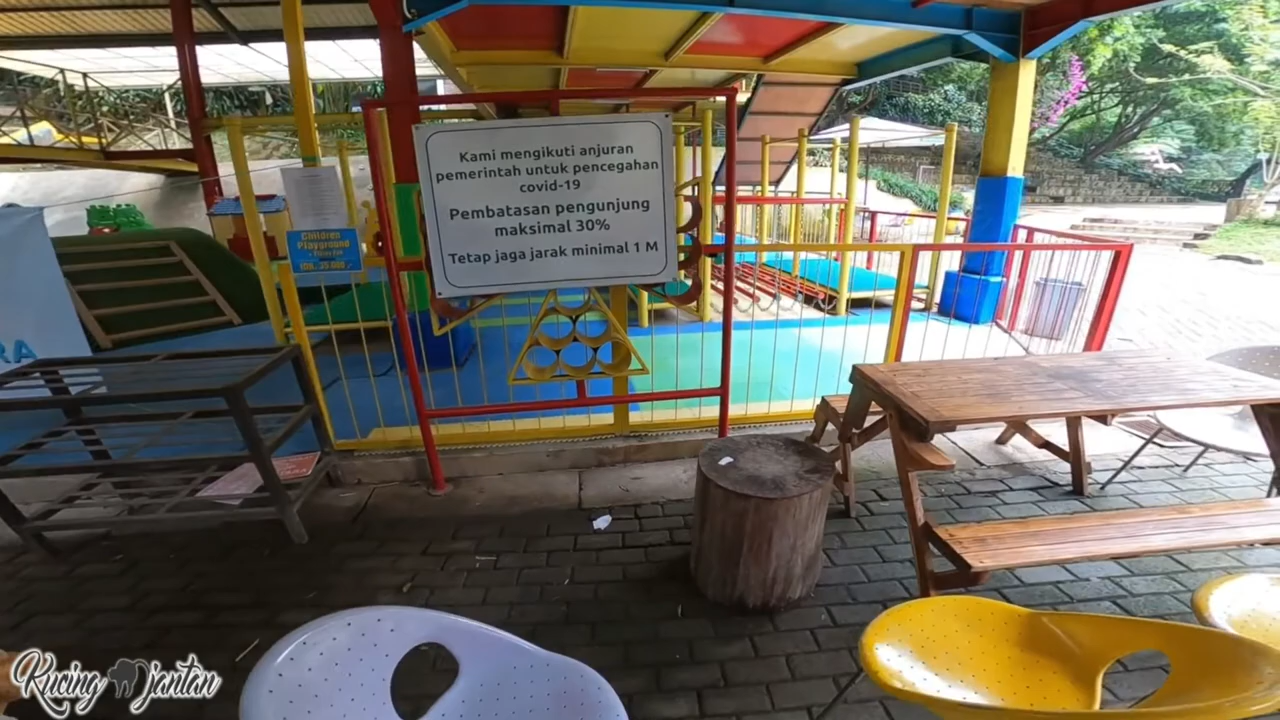 Kami mengikuti anjuran
pemerintah untuk pencegahan
covid-19
Pembatasan pengunjung
maksimal 30%
Tetap jaga jarak minimal 1 M
Children
Playground
RA
Kucing Jantan